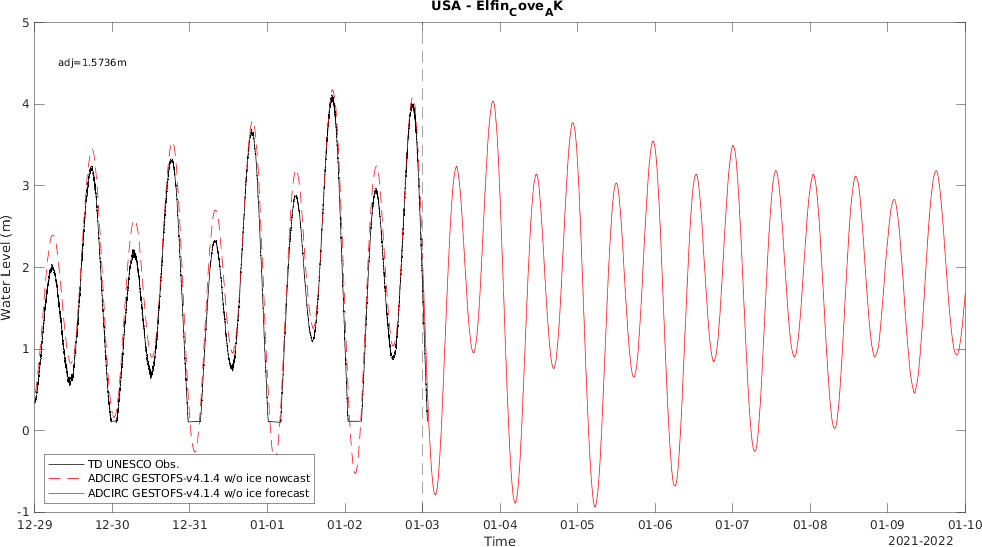 USA - Elfin_Cove_AK
5
adj=1.5736m
4
3
2
1
0
-1
Water Level (m)
TD UNESCO Obs.
ADCIRC GESTOFS-v4.1.4 w/o ice nowcast
ADCIRC GESTOFS-v4.1.4 w/o ice forecast
12-29 12-30 12-31 01-01 01-02 01-03 01-04 01-05 01-06 01-07 01-08 01-09 01-10
Time
2021-2022